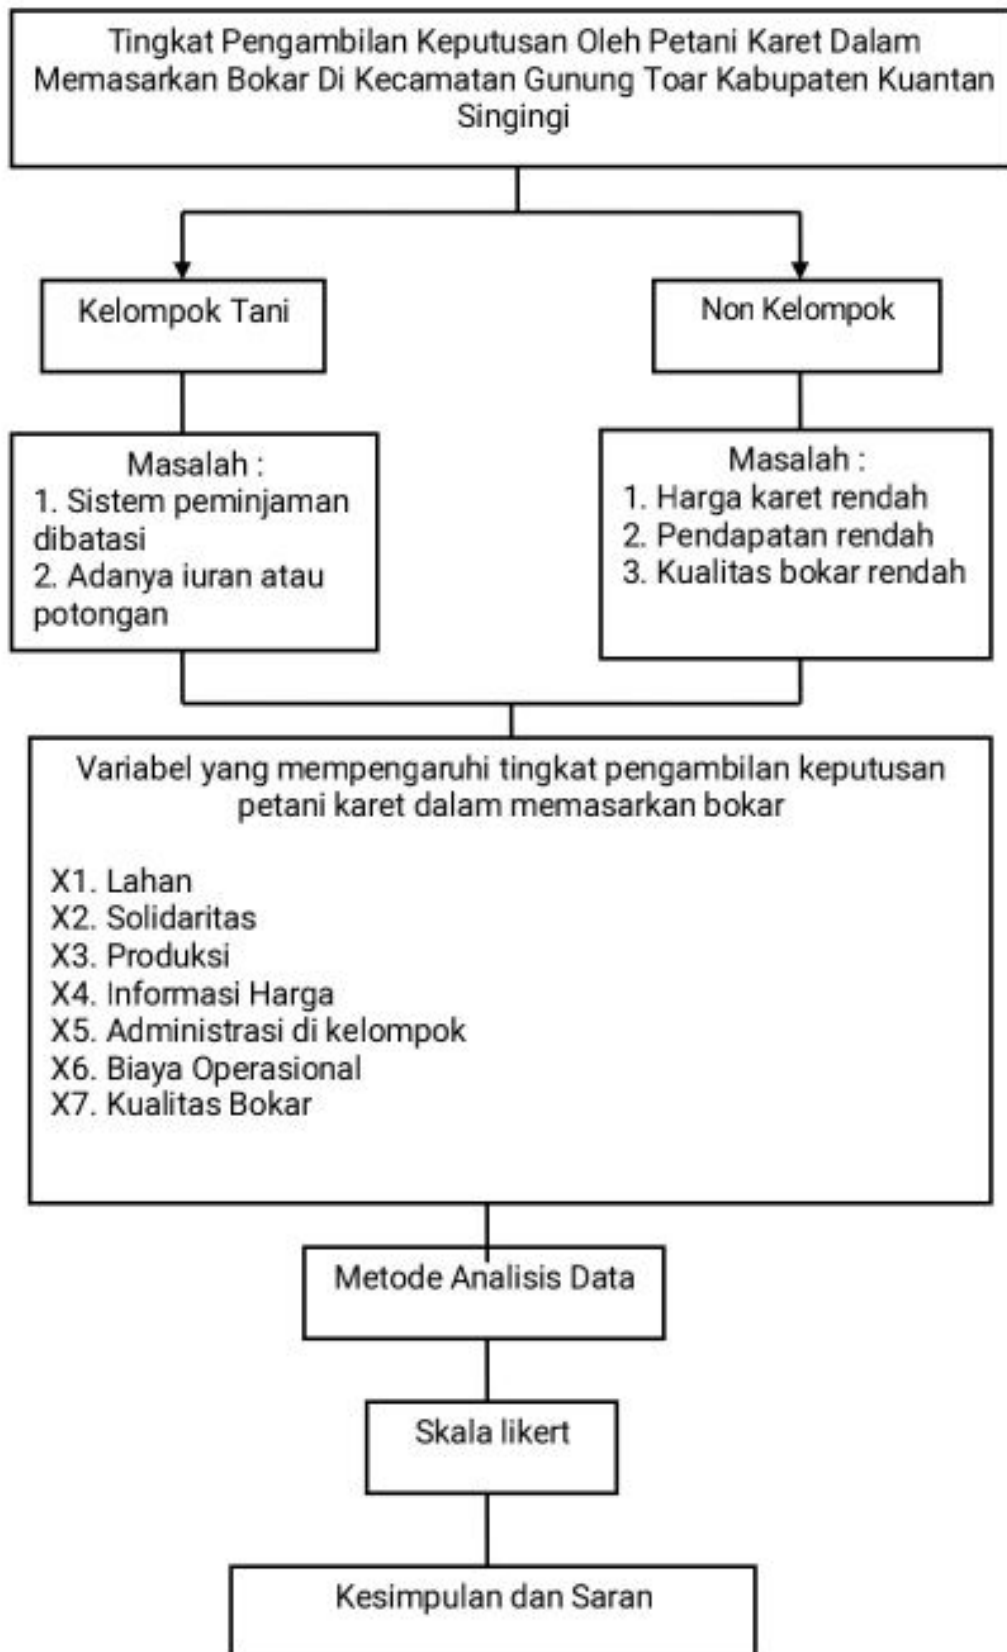 Tingkat Pengambilan Keputusan Oleh Petani Karet Dalam
Memasarkan Bokar Di Kecamatan Gunung Toar Kabupaten Kuantan
Singingi
Kelompok Tani
Non Kelompok
Masalah :
1. Sistem peminjaman
dibatasi
2. Adanya iuran atau
potongan
Masalah :
1. Harga karet rendah
2. Pendapatan rendah
3. Kualitas bokar rendah
Variabel yang mempengaruhi tingkat pengambilan keputusan
petani karet dalam memasarkan bokar
X1. Lahan
X2. Solidaritas
X3. Produksi
X4. Informasi Harga
X5. Administrasi di kelompok
X6. Biaya Operasional
X7. Kualitas Bokar
Metode Analisis Data
Skala likert
Kesimpulan dan Saran